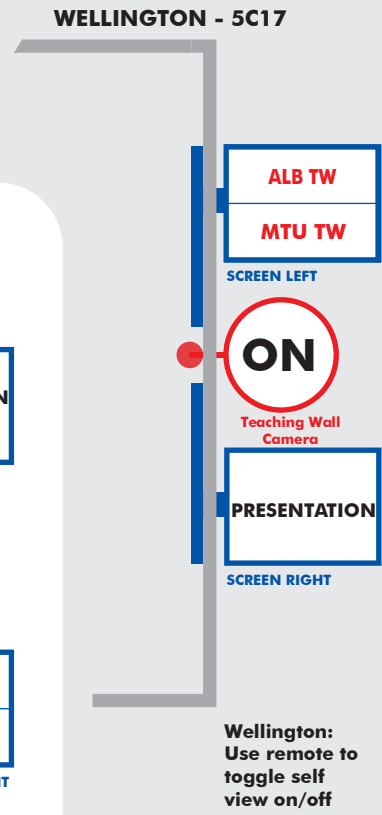 WELLINGTON - 5C17
ALB TW
MTU TW
SCREEN LEFT
ON
Teaching Wall
Camera
PRESENTATION
SCREEN RIGHT
Wellington:
Use remote to
toggle self
view on/off